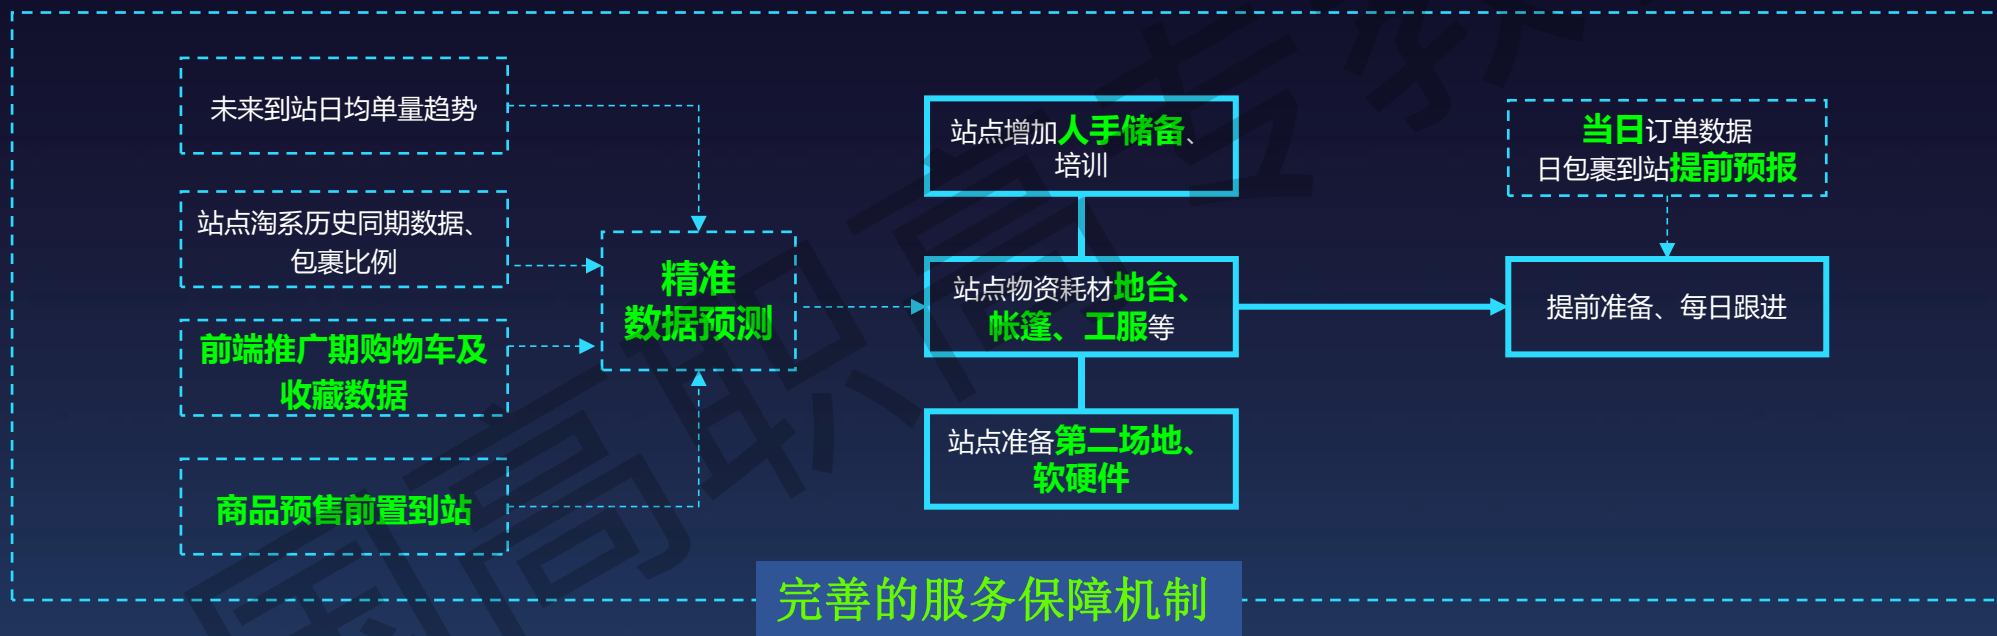 未来到站日均单量趋势
站点淘系历史同期数据、
包裹比例
前端推广期购物车及
收藏数据
商品预售前置到站
精准
数据预测
站点增加人手储备、
培训
站点物资耗材地台、
帐篷、工服等
站点准备第二场地、
软硬件
当日订单数据
日包裹到站提前预报
提前准备、每日跟进
完善的服务保障机制